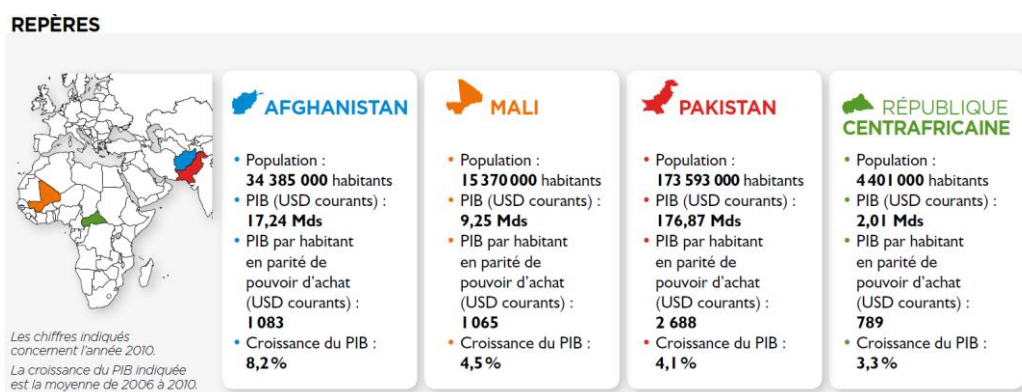 REPÈRES
Les chiffres indiqués
concernent l'année 2010.
La croissance du PIB indiquée
est la moyenne de 2006 à 2010.
AFGHANISTAN
• Population :
34 385 000 habitants
• PIB (USD courants) :
17,24 Mds
• PIB par habitant
en parité de
pouvoir d'achat
(USD courants) :
1 083
• Croissance du PIB :
8,2 %
MALI
• Population :
15 370 000 habitants
• PIB (USD courants) :
9,25 Mds
• PIB par habitant
en parité de
pouvoir d'achat
(USD courants) :
1 065
• Croissance du PIB :
4,5 %
PAKISTAN
• Population :
173 593 000 habitants
• PIB (USD courants) :
176,87 Mds
• PIB par habitant
en parité de
pouvoir d'achat
(USD courants) :
2 688
• Croissance du PIB :
4,1 %
RÉPUBLIQUE
CENTRAFRICAINE
• Population :
4 401 000 habitants
• PIB (USD courants) :
2,01 Mds
• PIB par habitant
en parité de
pouvoir d'achat
(USD courants) :
789
• Croissance du PIB :
3,3 %